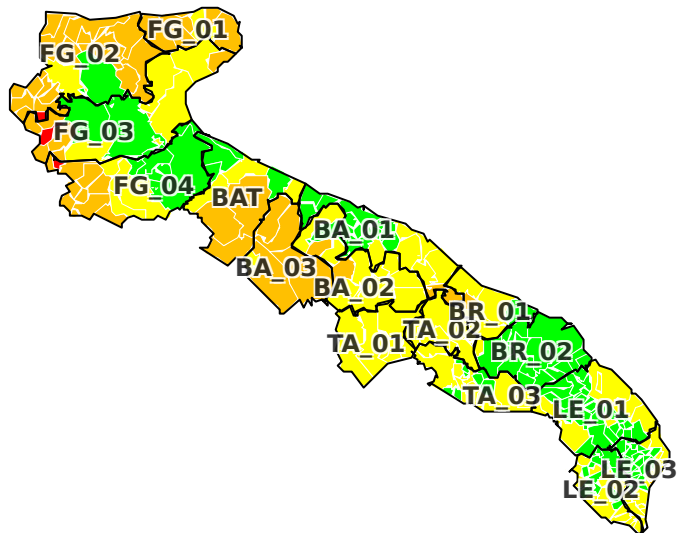 FG_01
FG_02
FG_03
FG_04
BAT
BA_01
BA_03
BA_02
BR_01
TA_02
TA_01
BR_02
TA_03
LE_01
LE_03
LE_02